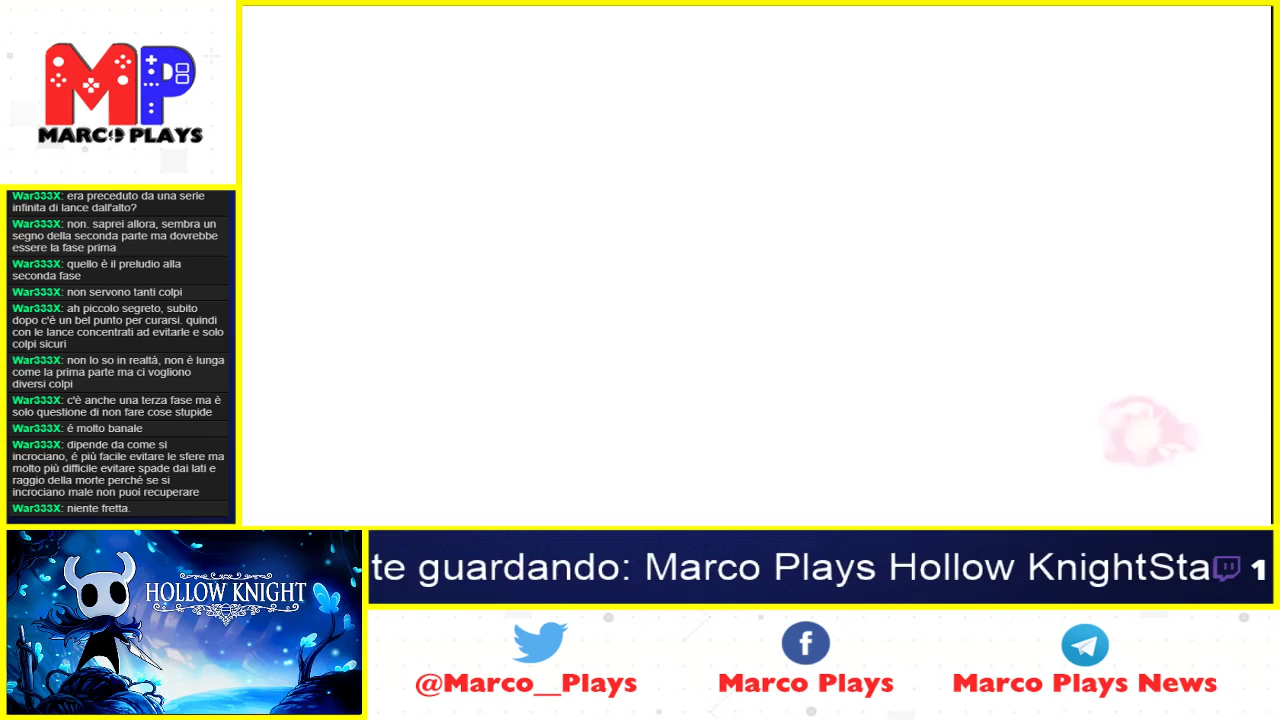 MP
MARCO PLAYS
War333X: era preceduto da una serie
infinita di lance dall'alto?
War333X: non. saprei allora, sembra un
segno della seconda parte ma dovrebbe
essere la fase prima
War333X: quello è il preludio alla
seconda fase
War333X: non servono tanti colpi
War333X: ah piccolo segreto, subito
dopo c'è un bel punto per curarsi. quindi
con le lance concentrati ad evitarle e solo
colpi sicuri
War333X: non lo so in realtà, non è lunga
come la prima parte ma ci vogliono
diversi colpi
War333X: c'è anche una terza fase ma è
solo questione di non fare cose stupide
War333X: é molto banale
War333X: dipende da come si
incrociano, è più facile evitare le sfere ma
molto più difficile evitare spade dai lati e
raggio della morte perché se si
incrociano male non puoi recuperare
War333X: niente fretta.
HOLLOW KNIGHT
te guardando: Marco Plays Hollow KnightSta 1
@Marco__Plays
Marco Plays
Marco Plays News